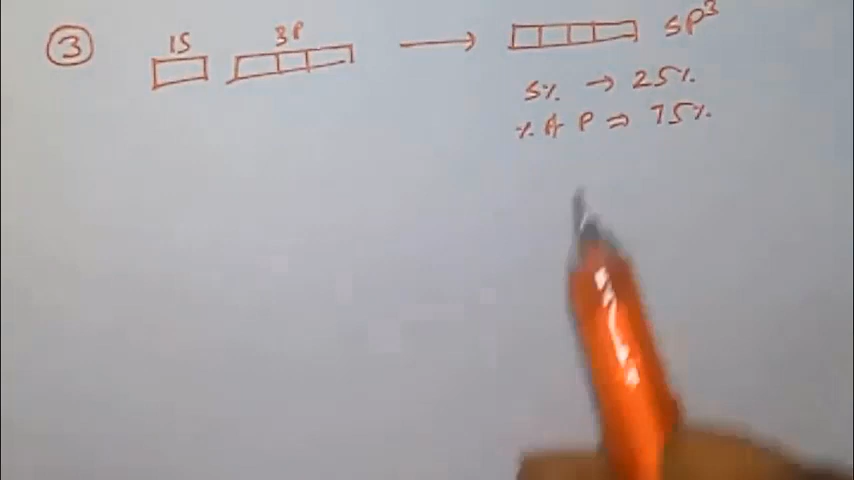 ③ 1S 3P → SP³
S% → 25%
% of P ⇒ 75%